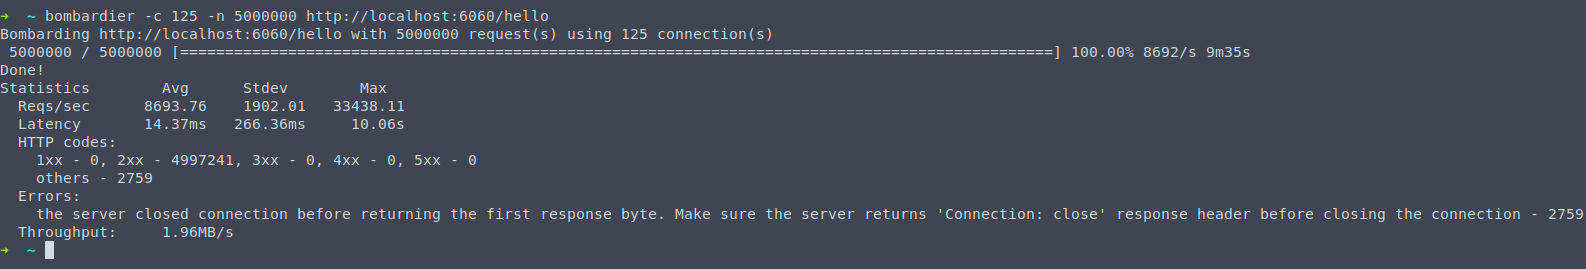 ➜  ~ bombardier -c 125 -n 5000000 http://localhost:6060/hello
Bombarding http://localhost:6060/hello with 5000000 request(s) using 125 connection(s)
 5000000 / 5000000 [=================================================================================================] 100.00% 8692/s 9m35s
Done!
Statistics        Avg      Stdev        Max
  Reqs/sec      8693.76    1902.01   33438.11
  Latency       14.37ms   266.36ms     10.06s
  HTTP codes:
    1xx - 0, 2xx - 4997241, 3xx - 0, 4xx - 0, 5xx - 0
    others - 2759
  Errors:
    the server closed connection before returning the first response byte. Make sure the server returns 'Connection: close' response header before closing the connection - 2759
  Throughput:     1.96MB/s
➜  ~